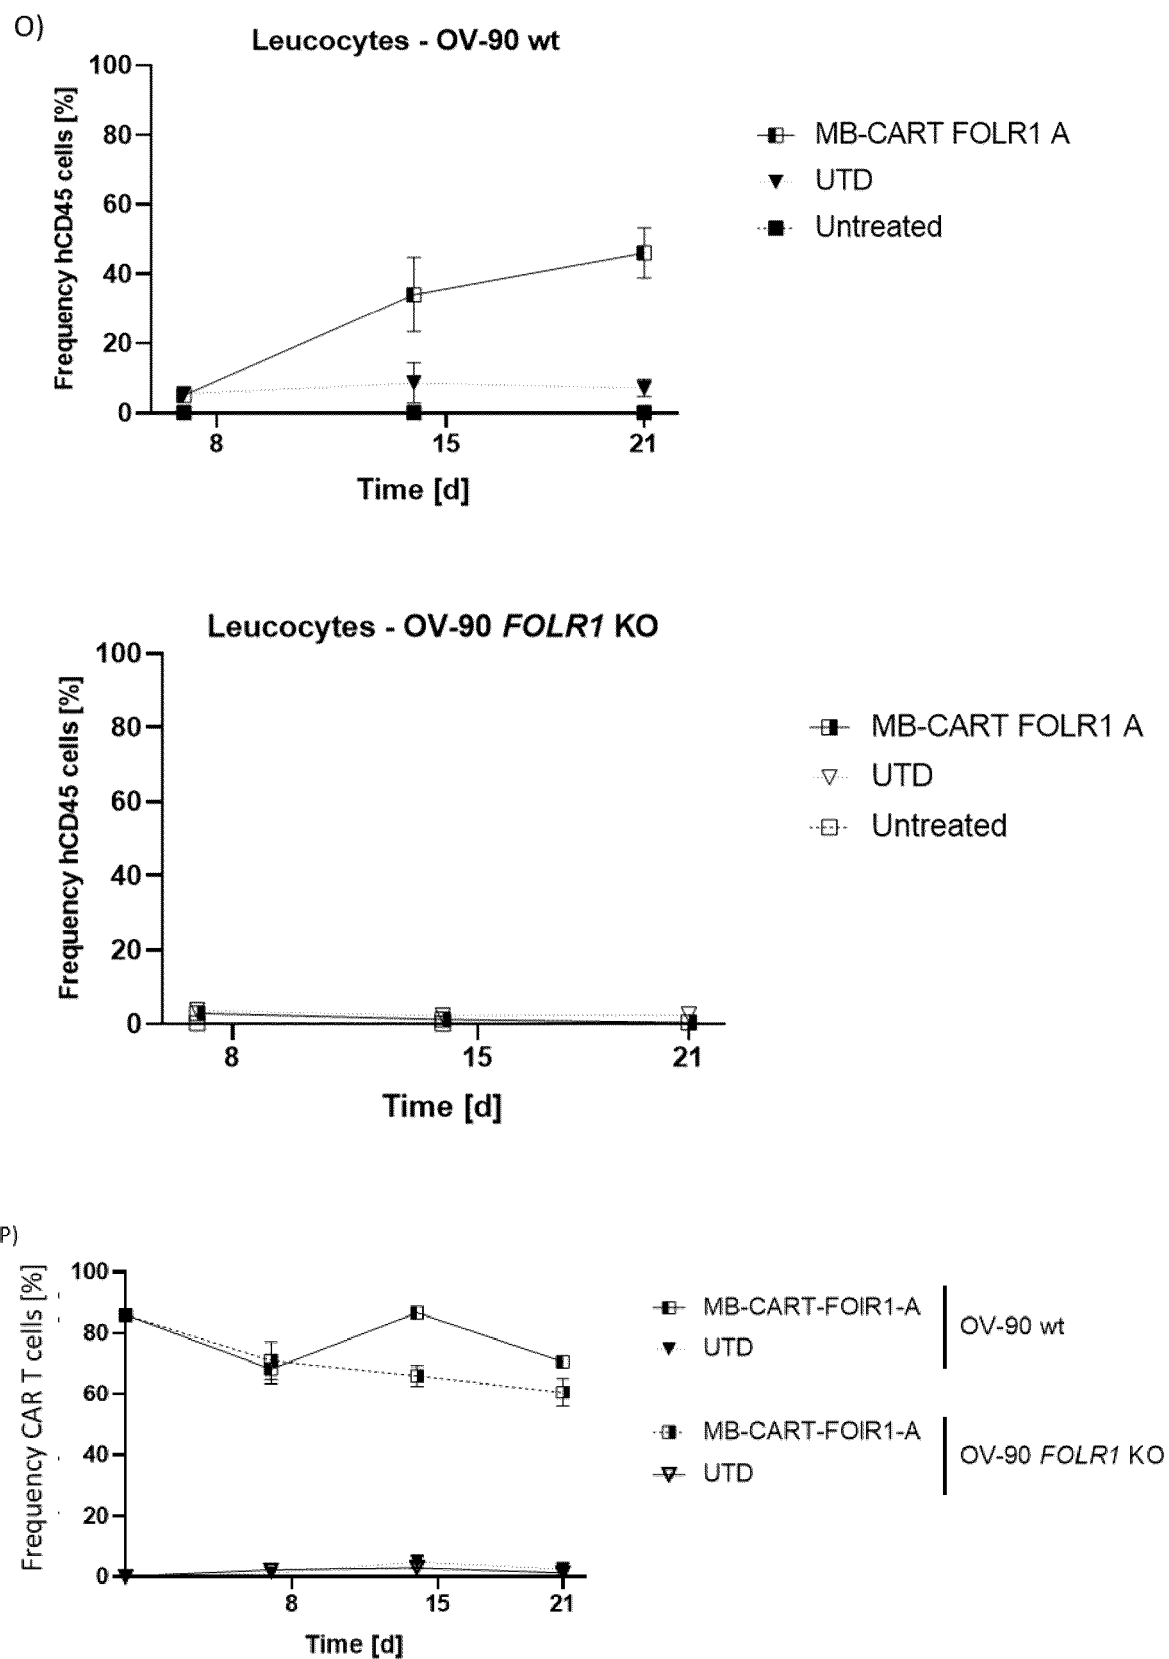 O)
Leucocytes - OV-90 wt
Frequency hCD45 cells [%]
100
80
60
40
20
0
8 15 21
Time [d]
MB-CART FOLR1 A
UTD
Untreated
Leucocytes - OV-90 FOLR1 KO
Frequency hCD45 cells [%]
100
80
60
40
20
0
8 15 21
Time [d]
MB-CART FOLR1 A
UTD
Untreated
P)
Frequency CAR T cells [%]
100
80
60
40
20
0
8 15 21
Time [d]
MB-CART-FOlR1-A
UTD
OV-90 wt
MB-CART-FOlR1-A
UTD
OV-90 FOLR1 KO